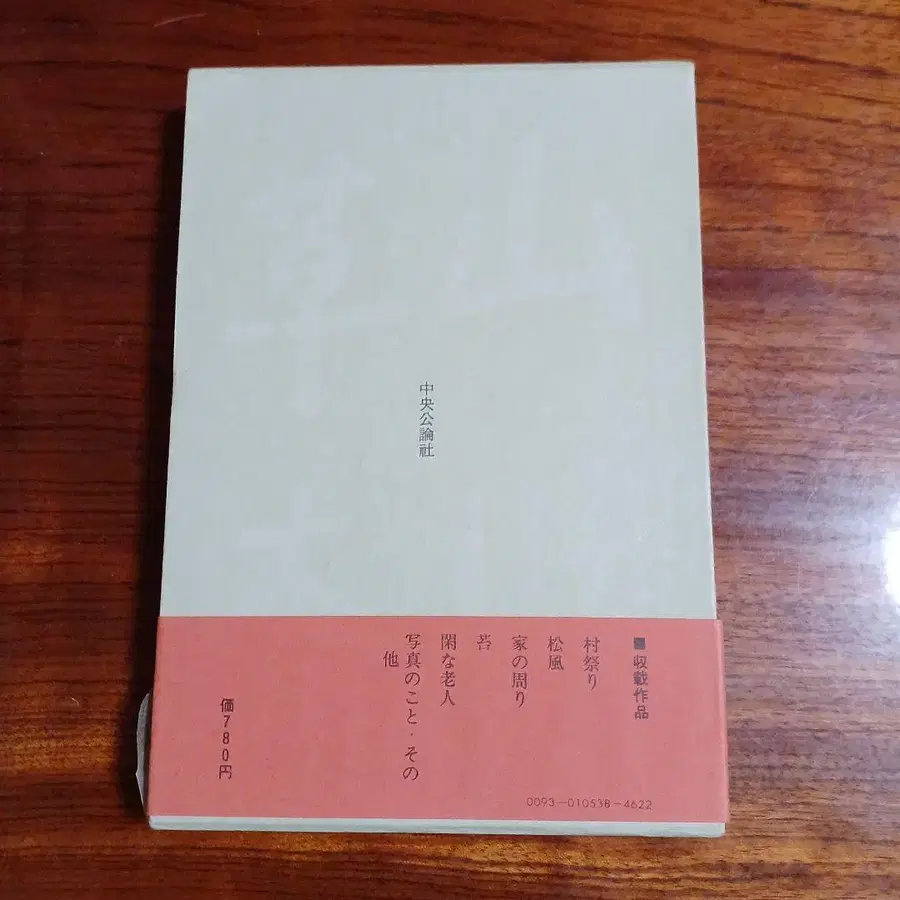 中央公論社
■収載作品
村祭り
松風
家の周り
苔
閑な老人
写真のこと・その
他
価780円
0093-010538-4622